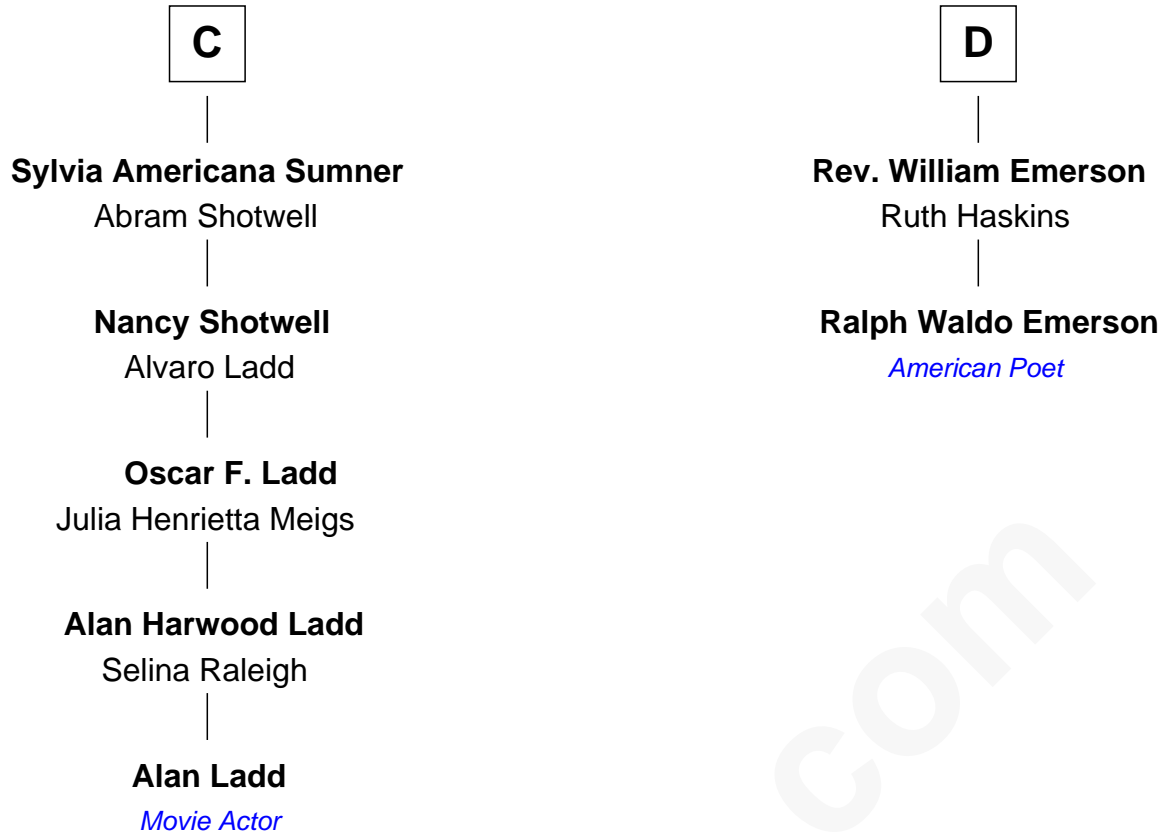 C
Sylvia Americana Sumner
Abram Shotwell
Nancy Shotwell
Alvaro Ladd
Oscar F. Ladd
Julia Henrietta Meigs
Alan Harwood Ladd
Selina Raleigh
Alan Ladd
Movie Actor
D
Rev. William Emerson
Ruth Haskins
Ralph Waldo Emerson
American Poet
com